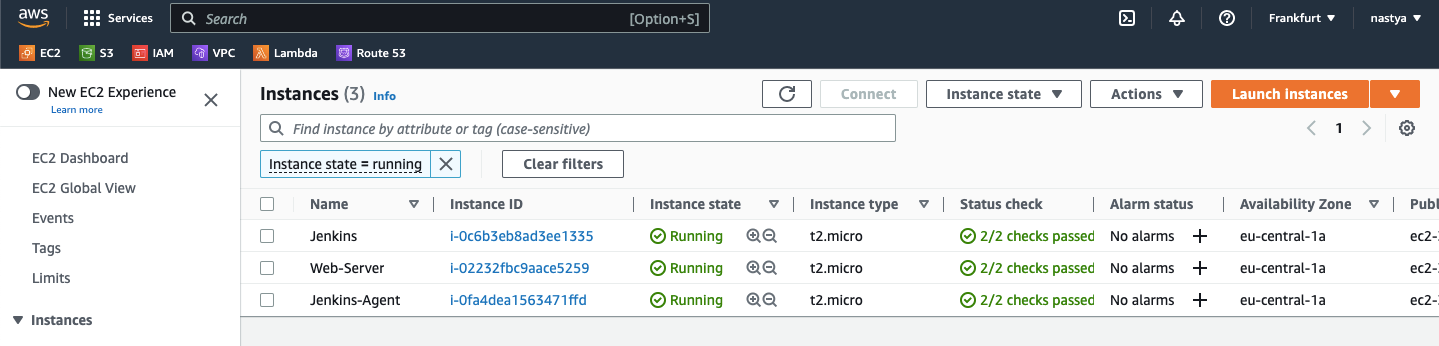 aws Services Search [Option+S] Frankfurt ▼ nastya ▼
EC2 S3 IAM VPC Lambda Route 53
New EC2 Experience
Learn more
EC2 Dashboard
EC2 Global View
Events
Tags
Limits
▼ Instances
Instances (3) Info Connect Instance state ▼ Actions ▼ Launch instances ▼
Find instance by attribute or tag (case-sensitive)
1
Instance state = running Clear filters
Name Instance ID Instance state Instance type Status check Alarm status Availability Zone Publ
Jenkins i-0c6b3eb8ad3ee1335 Running t2.micro 2/2 checks passed No alarms + eu-central-1a ec2-
Web-Server i-02232fbc9aace5259 Running t2.micro 2/2 checks passed No alarms + eu-central-1a ec2-
Jenkins-Agent i-0fa4dea1563471ffd Running t2.micro 2/2 checks passed No alarms + eu-central-1a ec2-